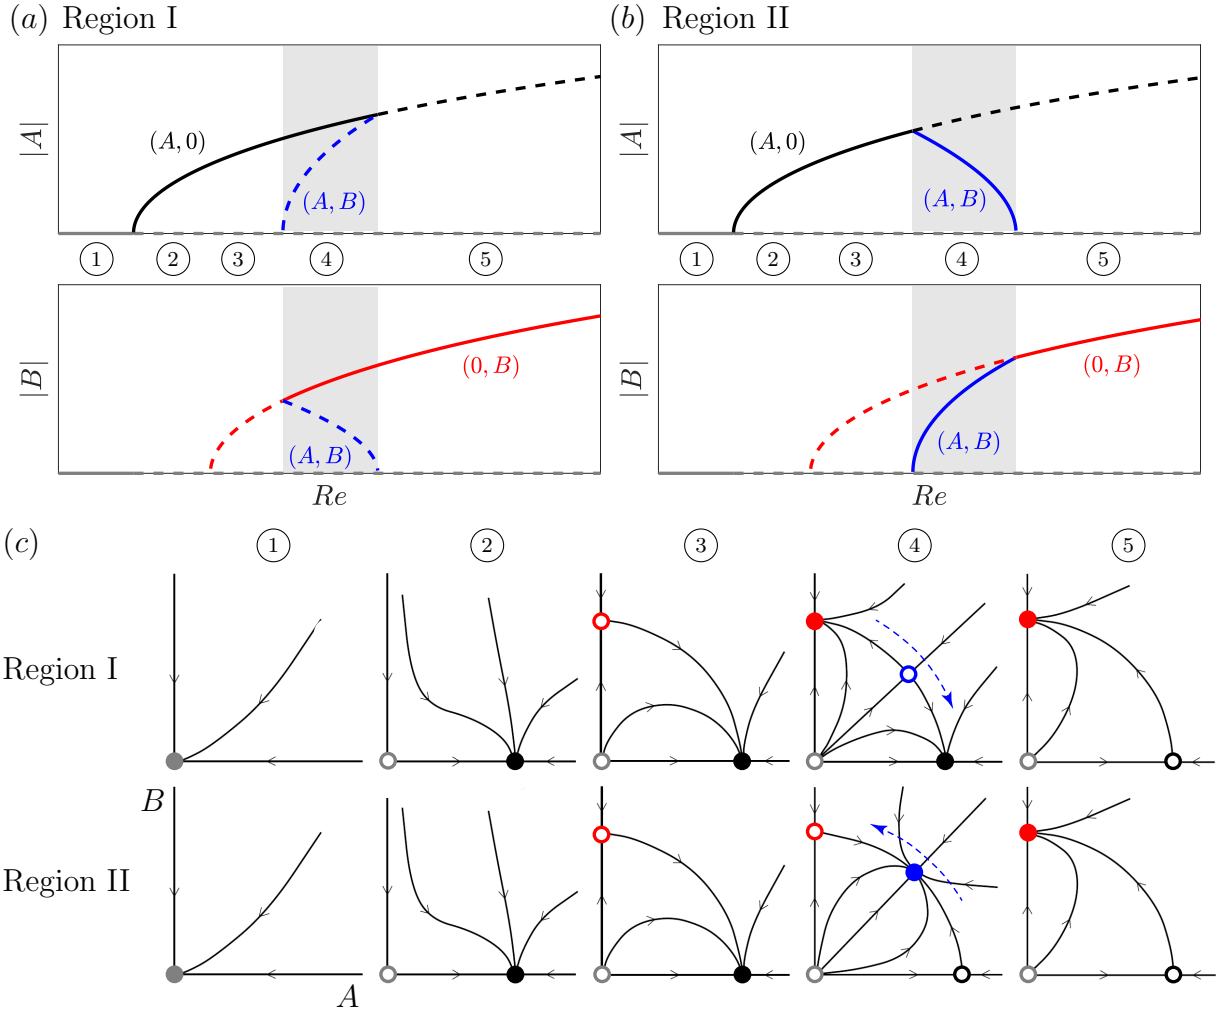 (a) Region I
(b) Region II
|A|
(A, 0)
(A, B)
|A|
(A, 0)
(A, B)
① ② ③ ④ ⑤
① ② ③ ④ ⑤
|B|
(0, B)
(A, B)
Re
|B|
(0, B)
(A, B)
Re
(c)
① ② ③ ④ ⑤
Region I
B
Region II
A